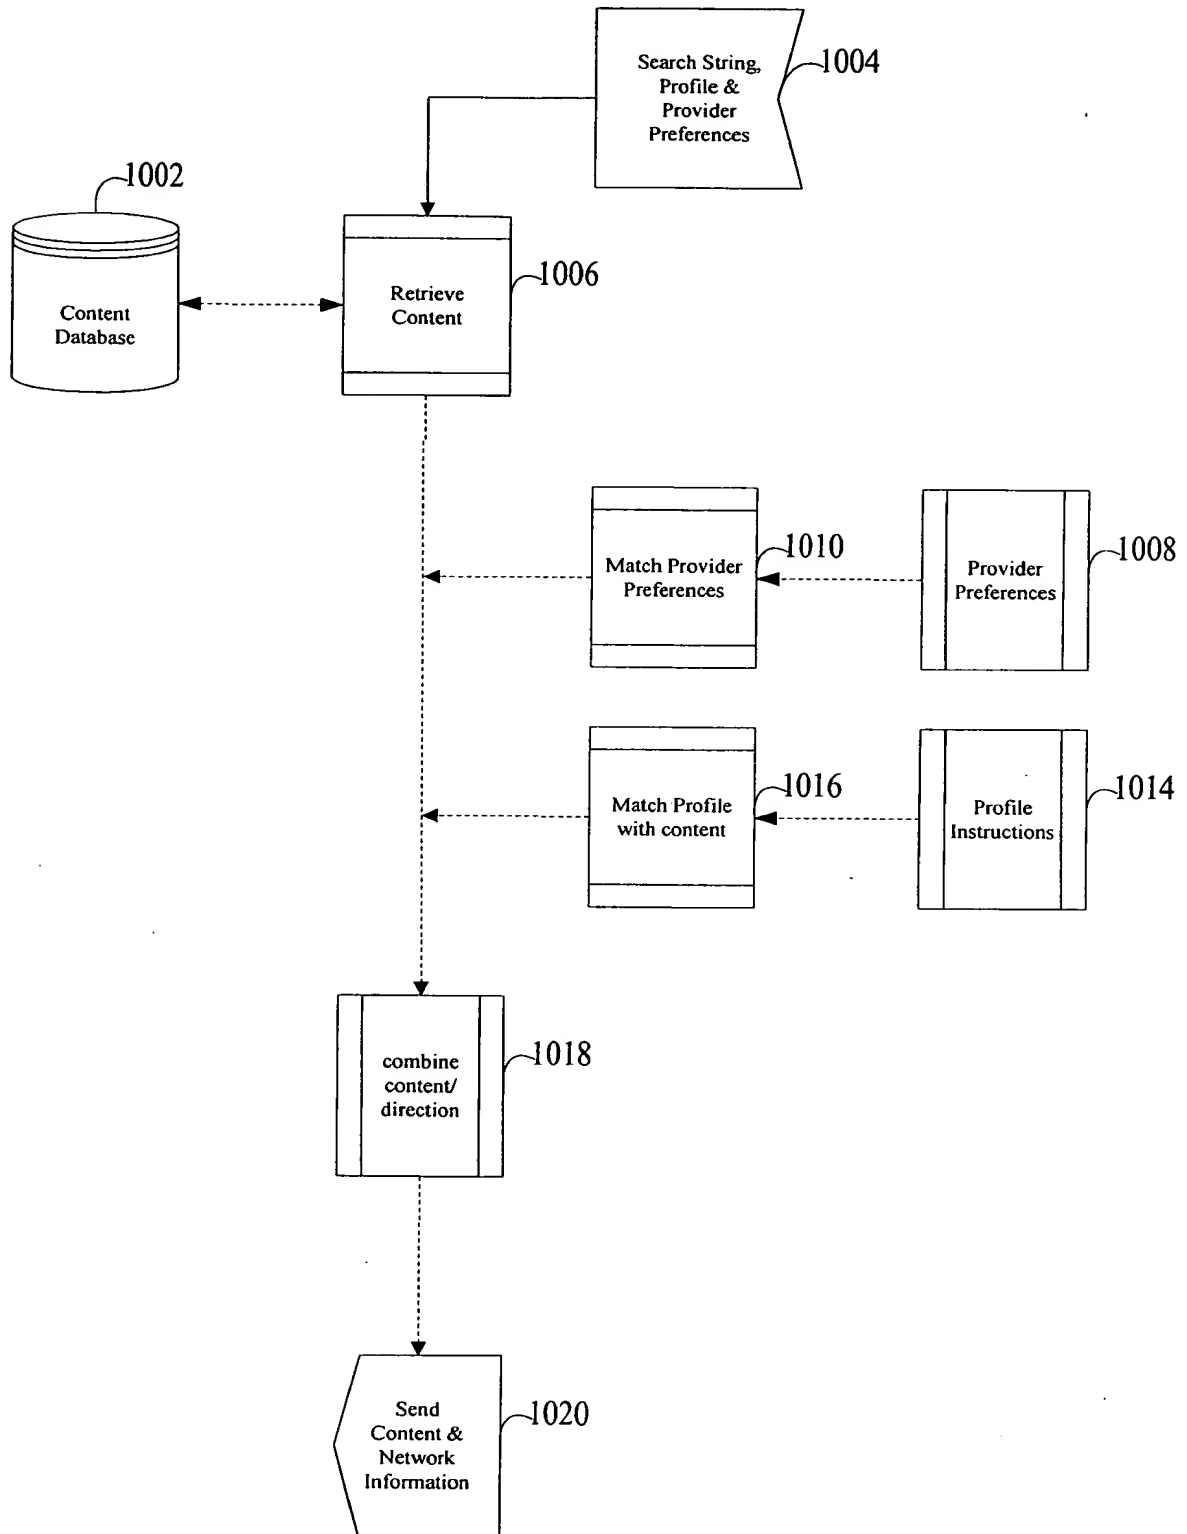 Search String,
Profile &
Provider
Preferences
1004
1002
Content
Database
Retrieve
Content
1006
Match Provider
Preferences
1010
Provider
Preferences
1008
Match Profile
with content
1016
Profile
Instructions
1014
combine
content/
direction
1018
Send
Content &
Network
Information
1020